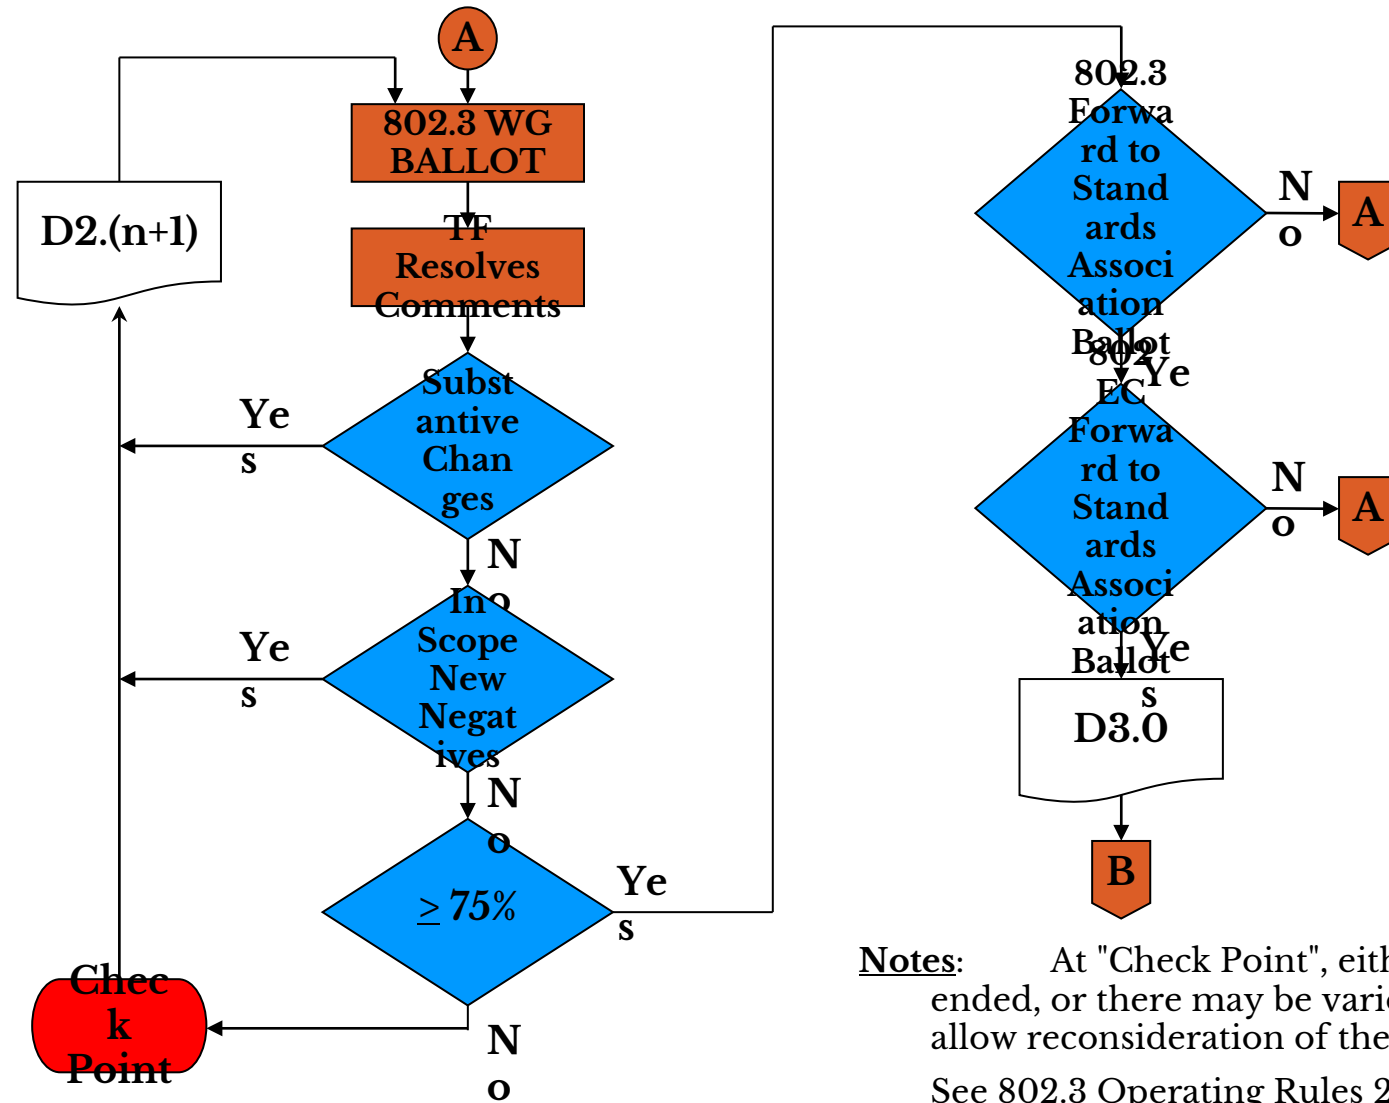 A
802.3 WG
BALLOT
D2.(n+1)
TF
Resolves
Comments
Subst
antive
Chan
ges
Ye
s
N
o
In
Scope
New
Negat
ives
Ye
s
N
o
≥ 75%
Ye
s
N
o
Chec
k
Point
802.3
Forwa
rd to
Stand
ards
Associ
ation
Ballot
N
o
A
Ye
802
EC
Forwa
rd to
Stand
ards
Associ
ation
Ballot
N
o
A
Ye
s
D3.0
B
Notes: At "Check Point", eith
ended, or there may be vario
allow reconsideration of the
See 802.3 Operating Rules 2